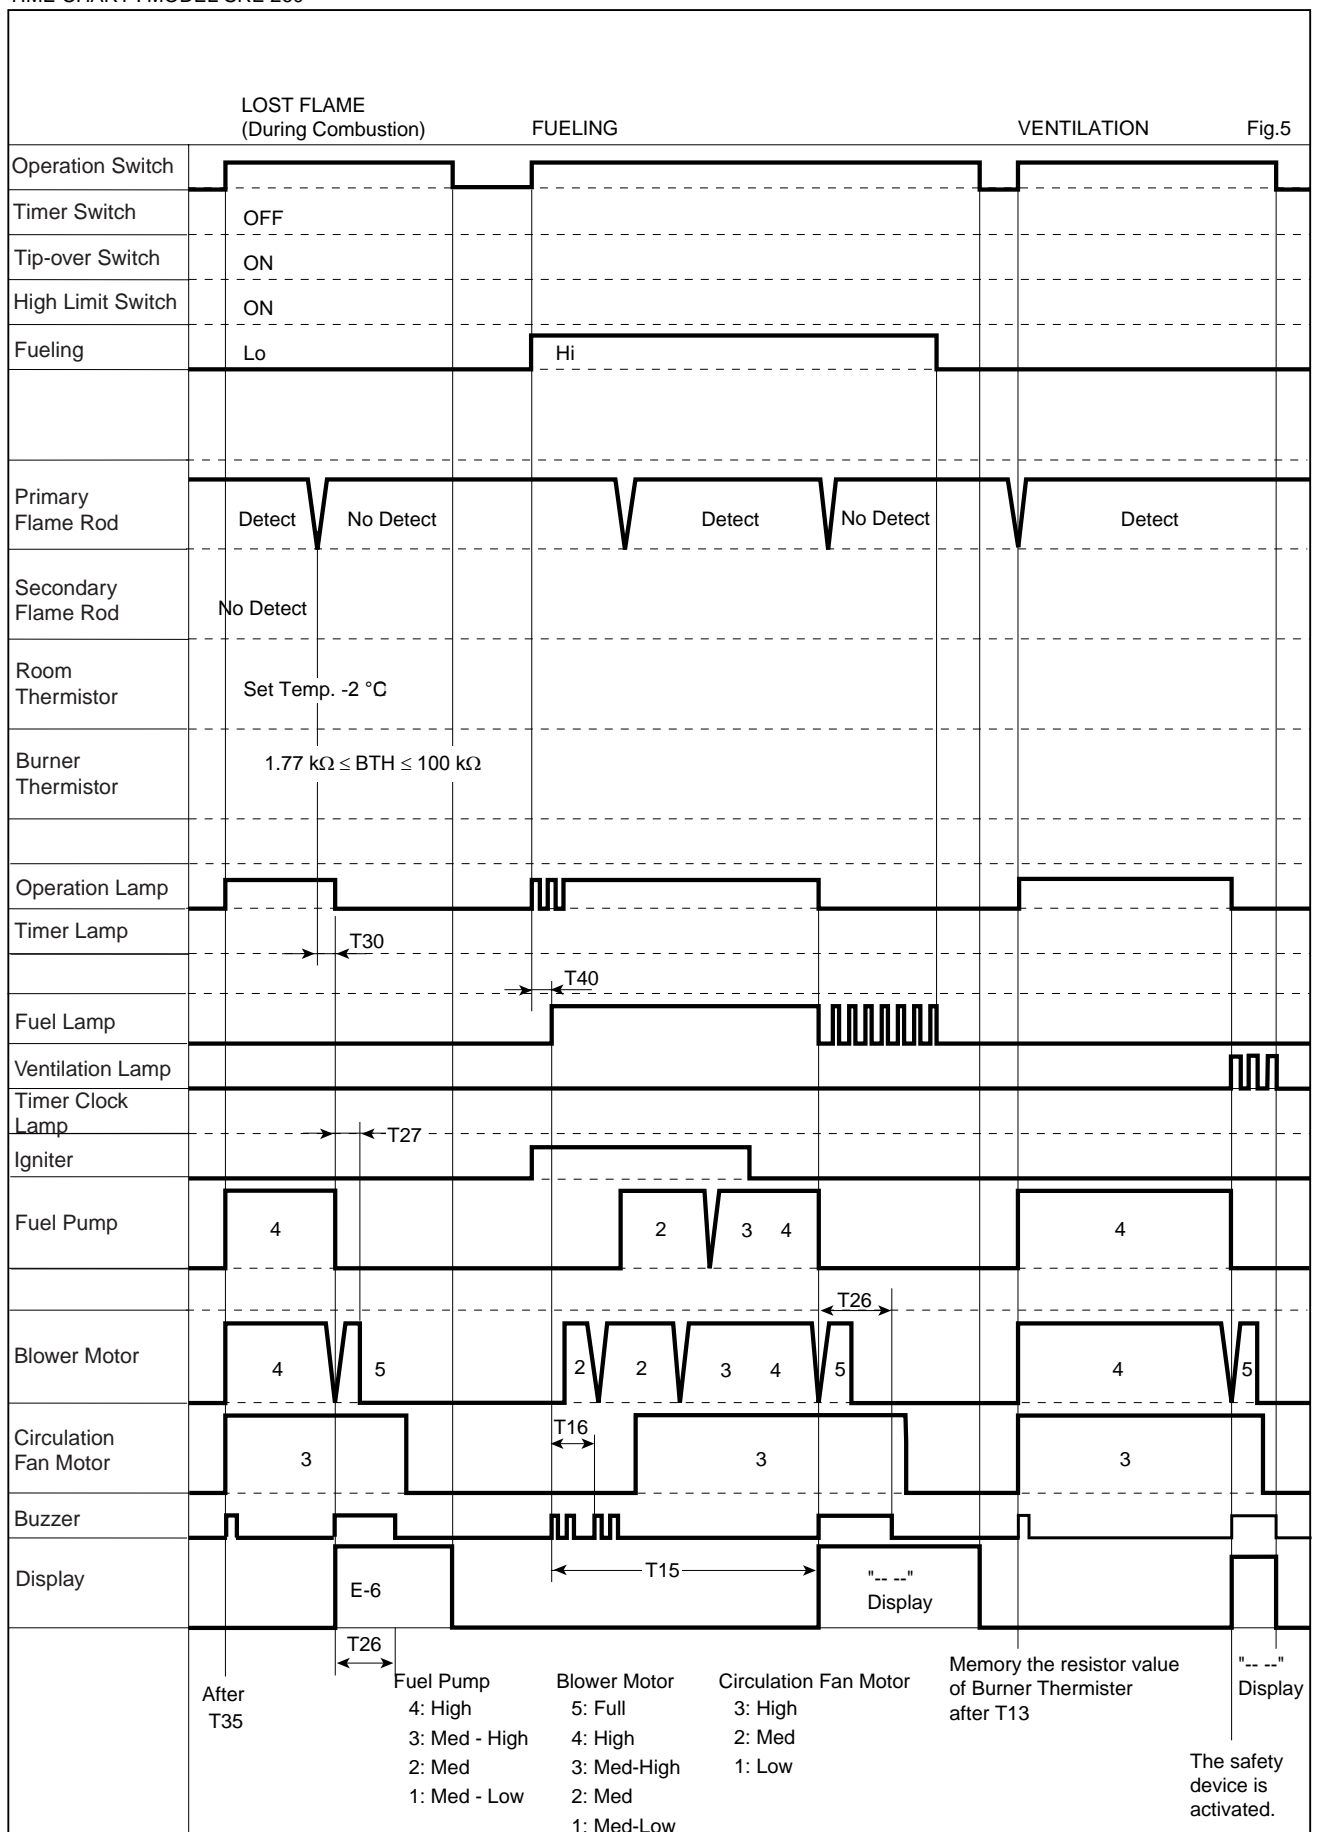 TIME CHART : MODEL SRE-260
LOST FLAME
(During Combustion)
FUELING
VENTILATION
Fig.5
Operation Switch
Timer Switch
OFF
Tip-over Switch
ON
High Limit Switch
ON
Fueling
Lo
Hi
Primary
Flame Rod
Detect
No Detect
Detect
No Detect
Detect
Secondary
Flame Rod
No Detect
Room
Thermistor
Set Temp. -2 °C
Burner
Thermistor
1.77 kΩ ≤ BTH ≤ 100 kΩ
Operation Lamp
Timer Lamp
T30
T40
Fuel Lamp
Ventilation Lamp
Timer Clock
Lamp
T27
Igniter
Fuel Pump
4
2
3 4
4
T26
Blower Motor
4
5
2
2
3 4
5
4
5
Circulation
Fan Motor
3
T16
3
3
Buzzer
Display
E-6
T15
"-- --"
Display
T26
After
T35
Fuel Pump
4: High
3: Med - High
2: Med
1: Med - Low
Blower Motor
5: Full
4: High
3: Med-High
2: Med
1: Med-Low
Circulation Fan Motor
3: High
2: Med
1: Low
Memory the resistor value
of Burner Thermister
after T13
"-- --"
Display
The safety
device is
activated.